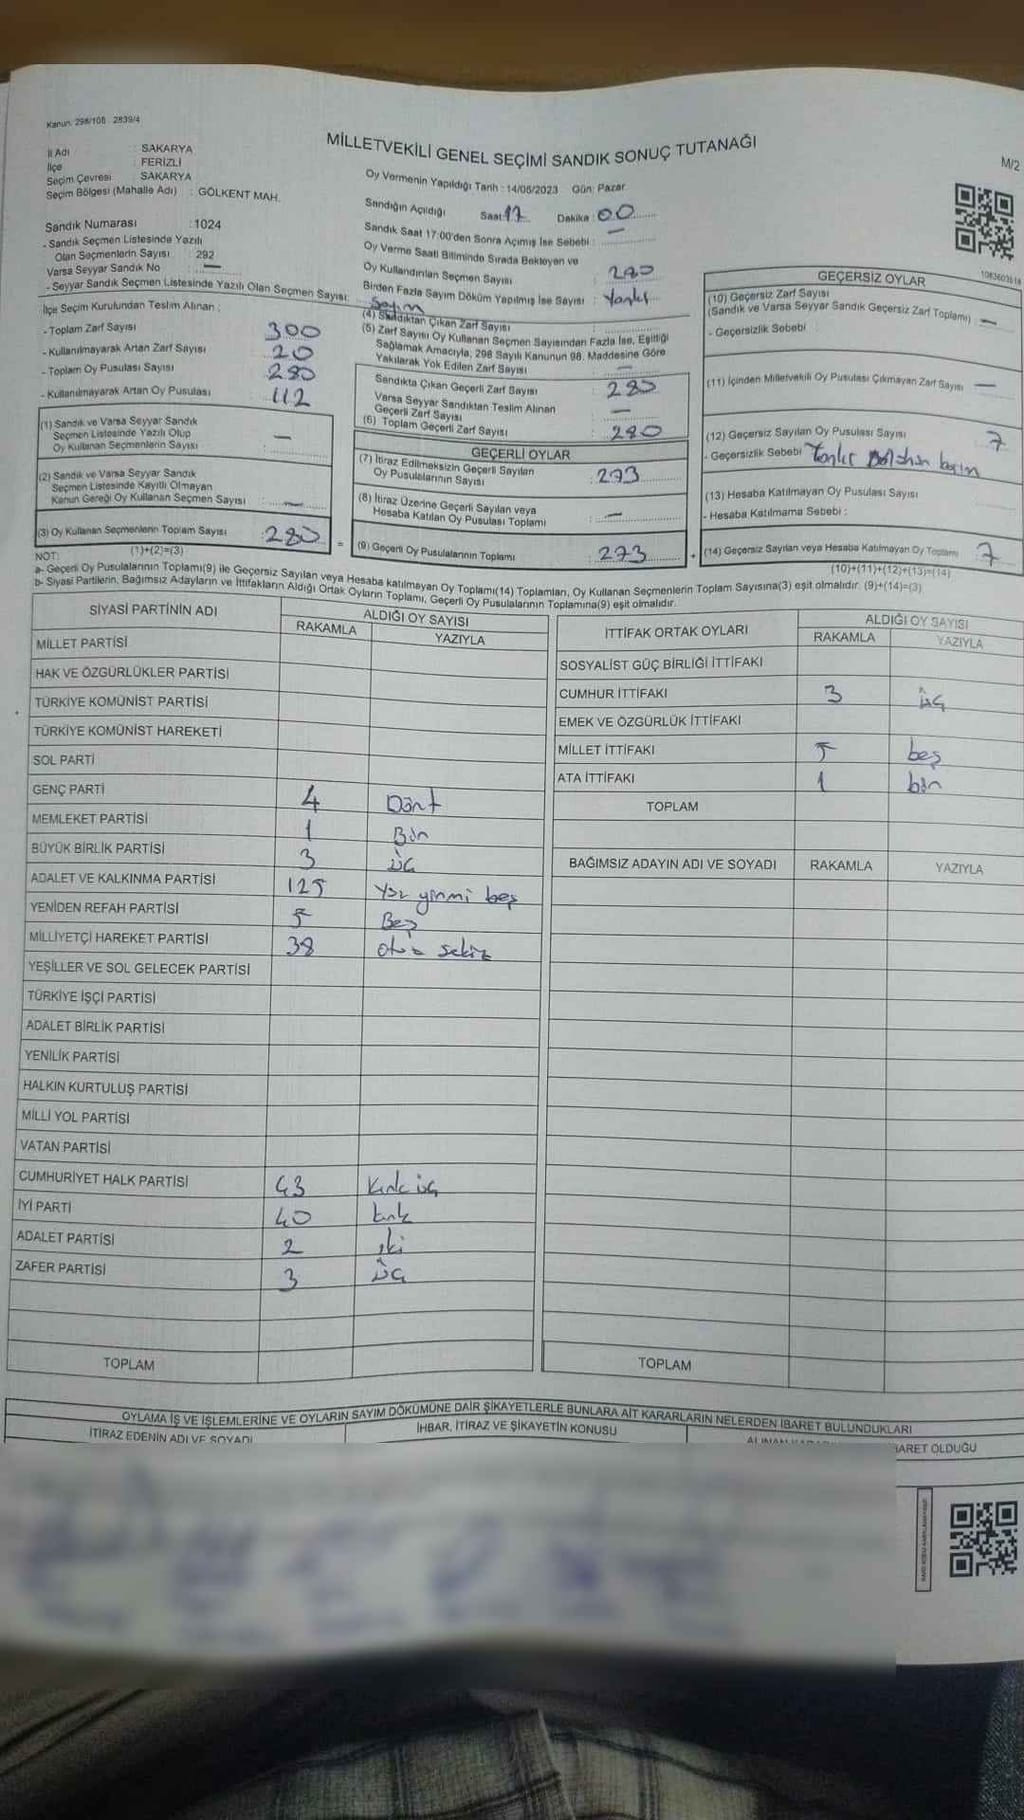 Kanun: 298/108 2839/4
MİLLETVEKİLİ GENEL SEÇİMİ SANDIK SONUÇ TUTANAĞI
M/2
İl Adı : SAKARYA
İlçe : FERİZLİ
Seçim Çevresi : SAKARYA
Seçim Bölgesi (Mahalle Adı) : GÖLKENT MAH.
Sandık Numarası : 1024
- Sandık Seçmen Listesinde Yazılı
Olan Seçmenlerin Sayısı : 292
Varsa Seyyar Sandık No : —
- Seyyar Sandık Seçmen Listesinde Yazılı Olan Seçmen Sayısı:
Oy Vermenin Yapıldığı Tarih : 14/05/2023 Gün: Pazar
Sandığın Açıldığı Saat: 17 Dakika : 00
Sandık Saat 17:00'den Sonra Açımış İse Sebebi : —
Oy Verme Saati Bitiminde Sırada Bekleyen ve
Oy Kullandırılan Seçmen Sayısı : 280
Birden Fazla Sayım Döküm Yapılmış İse Sayısı :
İlçe Seçim Kurulundan Teslim Alınan ;
- Toplam Zarf Sayısı 300
- Kullanılmayarak Artan Zarf Sayısı 20
- Toplam Oy Pusulası Sayısı 280
- Kullanılmayarak Artan Oy Pusulası 112
(1) Sandık ve Varsa Seyyar Sandık
Seçmen Listesinde Yazılı Olup
Oy Kullanan Seçmenlerin Sayısı : —
(2) Sandık ve Varsa Seyyar Sandık
Seçmen Listesinde Kayıtlı Olmayan
Kanun Gereği Oy Kullanan Seçmen Sayısı : —
(3) Oy Kullanan Seçmenlerin Toplam Sayısı : 280
(1)+(2)=(3)
(4) Sandıktan Çıkan Zarf Sayısı :
(5) Zarf Sayısı Oy Kullanan Seçmen Sayısından Fazla İse, Eşitliği
Sağlamak Amacıyla, 298 Sayılı Kanunun 98. Maddesine Göre
Yakılarak Yok Edilen Zarf Sayısı : —
Sandıkta Çıkan Geçerli Zarf Sayısı : 280
Varsa Seyyar Sandıktan Teslim Alınan
Geçerli Zarf Sayısı : —
(6) Toplam Geçerli Zarf Sayısı : 280
GEÇERLİ OYLAR
(7) İtiraz Edilmeksizin Geçerli Sayılan
Oy Pusulalarının Sayısı : 273
(8) İtiraz Üzerine Geçerli Sayılan veya
Hesaba Katılan Oy Pusulası Toplamı : —
= (9) Geçerli Oy Pusulalarının Toplamı : 273
GEÇERSİZ OYLAR
(10) Geçersiz Zarf Sayısı
(Sandık ve Varsa Seyyar Sandık Geçersiz Zarf Toplamı) : —
- Geçersizlik Sebebi :
(11) İçinden Milletvekili Oy Pusulası Çıkmayan Zarf Sayısı : —
(12) Geçersiz Sayılan Oy Pusulası Sayısı : 7
- Geçersizlik Sebebi :
(13) Hesaba Katılmayan Oy Pusulası Sayısı
- Hesaba Katılmama Sebebi :
+ (14) Geçersiz Sayılan veya Hesaba Katılmayan Oy Toplamı : 7
(10)+(11)+(12)+(13)=(14)
NOT:
a- Geçerli Oy Pusulalarının Toplamı(9) ile Geçersiz Sayılan veya Hesaba katılmayan Oy Toplamı(14) Toplamları, Oy Kullanan Seçmenlerin Toplam Sayısına(3) eşit olmalıdır. (9)+(14)=(3)
b- Siyasi Partilerin, Bağımsız Adayların ve İttifakların Aldığı Ortak Oyların Toplamı, Geçerli Oy Pusulalarının Toplamına(9) eşit olmalıdır.
SİYASİ PARTİNİN ADI ALDIĞI OY SAYISI
RAKAMLA YAZIYLA
MİLLET PARTİSİ
HAK VE ÖZGÜRLÜKLER PARTİSİ
TÜRKİYE KOMÜNİST PARTİSİ
TÜRKİYE KOMÜNİST HAREKETİ
SOL PARTİ
GENÇ PARTİ 4 Dört
MEMLEKET PARTİSİ 1 Bir
BÜYÜK BİRLİK PARTİSİ 3 üç
ADALET VE KALKINMA PARTİSİ 125 Yüz yirmi beş
YENİDEN REFAH PARTİSİ 5 Beş
MİLLİYETÇİ HAREKET PARTİSİ 38 otuz sekiz
YEŞİLLER VE SOL GELECEK PARTİSİ
TÜRKİYE İŞÇİ PARTİSİ
ADALET BİRLİK PARTİSİ
YENİLİK PARTİSİ
HALKIN KURTULUŞ PARTİSİ
MİLLİ YOL PARTİSİ
VATAN PARTİSİ
CUMHURİYET HALK PARTİSİ 43 kırk üç
İYİ PARTİ 40 kırk
ADALET PARTİSİ 2 iki
ZAFER PARTİSİ 3 üç
TOPLAM
İTTİFAK ORTAK OYLARI ALDIĞI OY SAYISI
RAKAMLA YAZIYLA
SOSYALİST GÜÇ BİRLİĞİ İTTİFAKI
CUMHUR İTTİFAKI 3 üç
EMEK VE ÖZGÜRLÜK İTTİFAKI
MİLLET İTTİFAKI 5 beş
ATA İTTİFAKI 1 bir
TOPLAM
BAĞIMSIZ ADAYIN ADI VE SOYADI RAKAMLA YAZIYLA
TOPLAM
OYLAMA İŞ VE İŞLEMLERİNE VE OYLARIN SAYIM DÖKÜMÜNE DAİR ŞİKAYETLERLE BUNLARA AİT KARARLARIN NELERDEN İBARET BULUNDUKLARI
İTİRAZ EDENİN ADI VE SOYADI İHBAR, İTİRAZ VE ŞİKAYETİN KONUSU